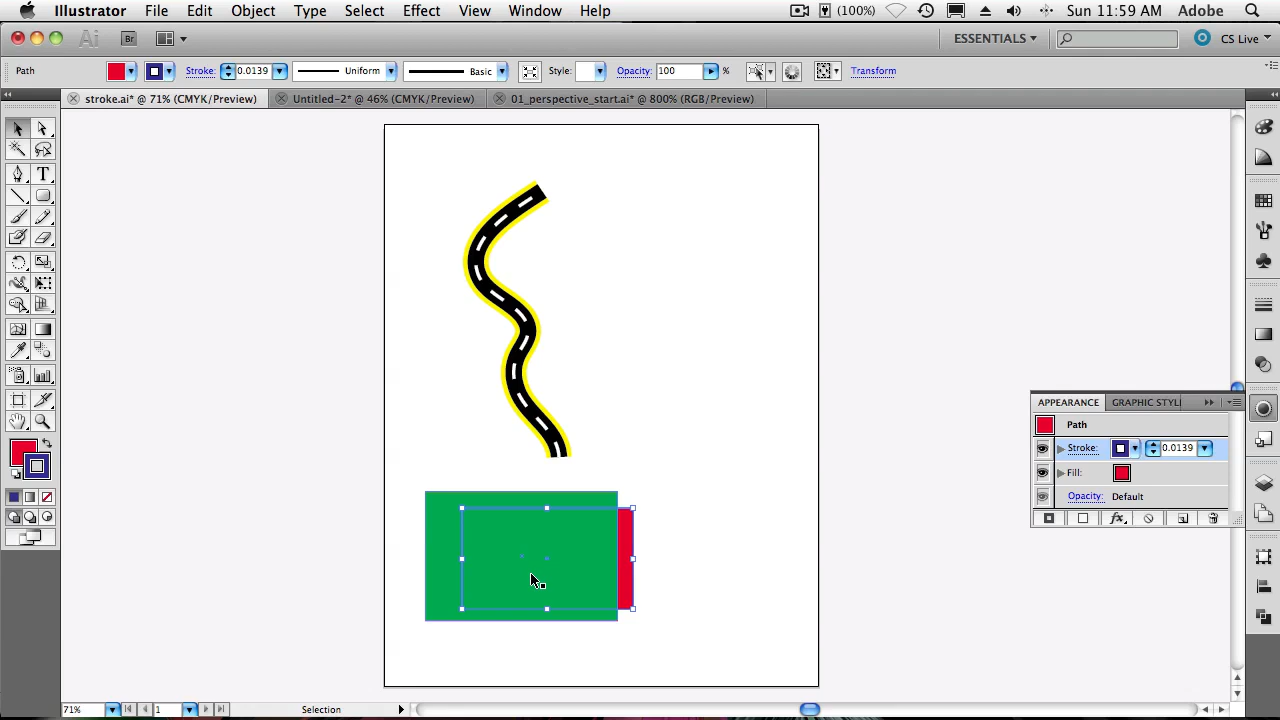 Illustrator File Edit Object Type Select Effect View Window Help (100%) Sun 11:59 AM Adobe
Ai Br ESSENTIALS CS Live
Path Stroke: 0.0139 Uniform Basic Style: Opacity: 100 % Transform
stroke.ai* @ 71% (CMYK/Preview) Untitled-2* @ 46% (CMYK/Preview) 01_perspective_start.ai* @ 800% (RGB/Preview)
T
APPEARANCE GRAPHIC STYL
Path
Stroke: 0.0139
Fill:
Opacity: Default
fx
71% 1 Selection